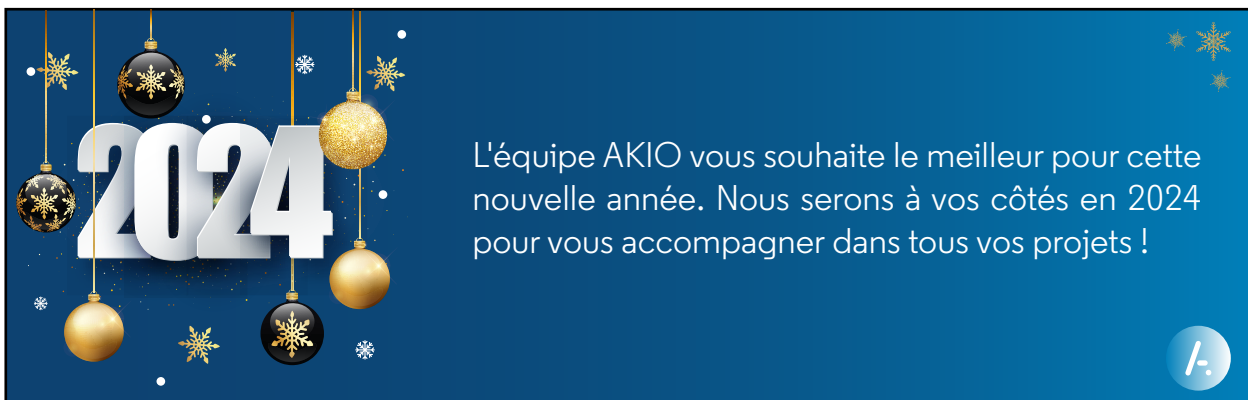 2024
L'équipe AKIO vous souhaite le meilleur pour cette
nouvelle année. Nous serons à vos côtés en 2024
pour vous accompagner dans tous vos projets !